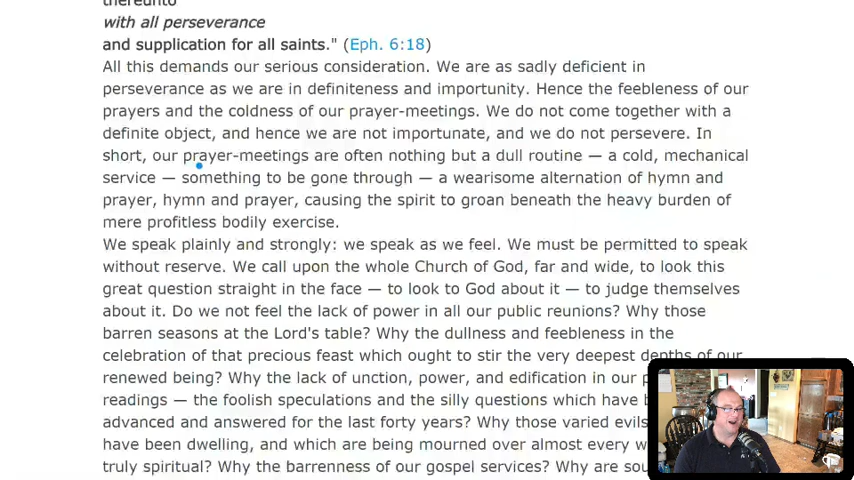 thereunto
with all perseverance
and supplication for all saints." (Eph. 6:18)
All this demands our serious consideration. We are as sadly deficient in
perseverance as we are in definiteness and importunity. Hence the feebleness of our
prayers and the coldness of our prayer-meetings. We do not come together with a
definite object, and hence we are not importunate, and we do not persevere. In
short, our prayer-meetings are often nothing but a dull routine — a cold, mechanical
service — something to be gone through — a wearisome alternation of hymn and
prayer, hymn and prayer, causing the spirit to groan beneath the heavy burden of
mere profitless bodily exercise.
We speak plainly and strongly: we speak as we feel. We must be permitted to speak
without reserve. We call upon the whole Church of God, far and wide, to look this
great question straight in the face — to look to God about it — to judge themselves
about it. Do we not feel the lack of power in all our public reunions? Why those
barren seasons at the Lord's table? Why the dullness and feebleness in the
celebration of that precious feast which ought to stir the very deepest depths of our
renewed being? Why the lack of unction, power, and edification in our
readings — the foolish speculations and the silly questions which have
advanced and answered for the last forty years? Why those varied evils
have been dwelling, and which are being mourned over almost every
truly spiritual? Why the barrenness of our gospel services? Why are